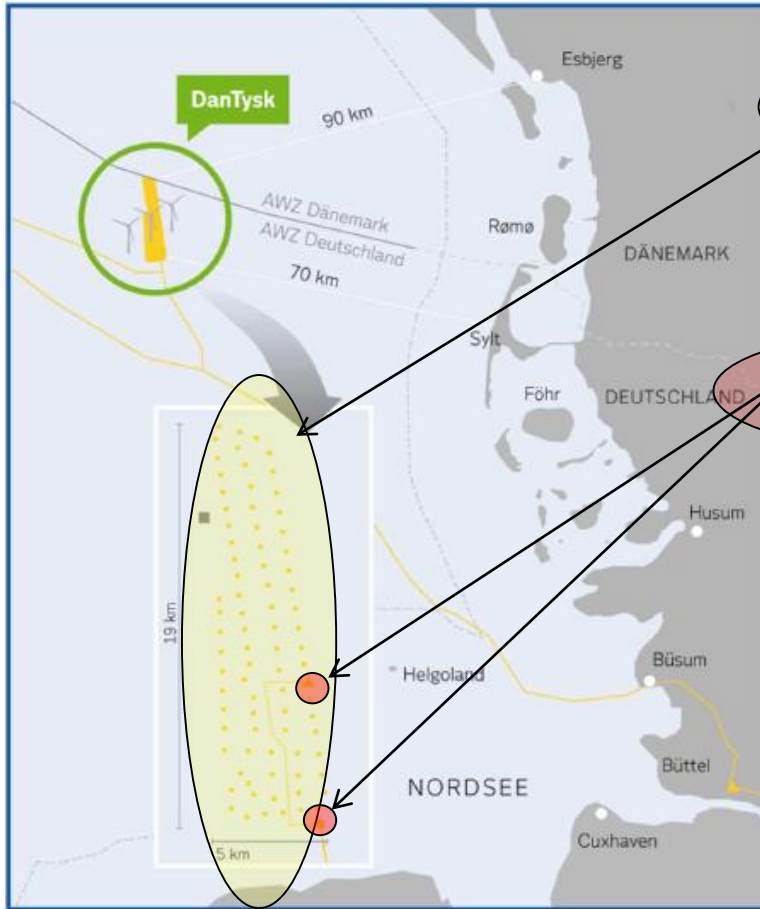 Esbjerg
DanTysk
90 km
AWZ Dänemark
AWZ Deutschland
Rømø
DÄNEMARK
70 km
Sylt
Föhr
DEUTSCHLAND
Husum
19 km
Büsum
Helgoland
Büttel
NORDSEE
Cuxhaven
5 km